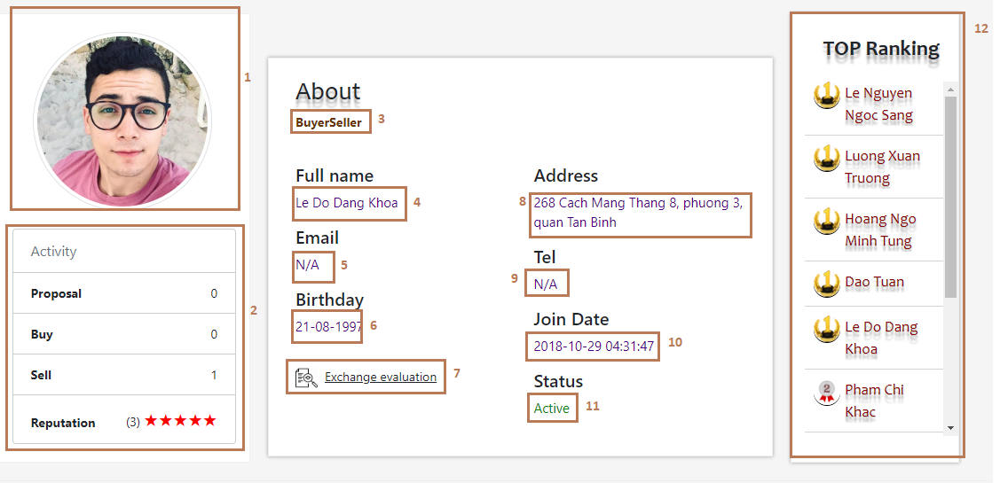 1
Activity
Proposal 0
Buy 0
Sell 1
Reputation (3)
2
About
BuyerSeller 3
Full name
Le Do Dang Khoa 4
Email
N/A 5
Birthday
21-08-1997 6
Exchange evaluation 7
Address
8 268 Cach Mang Thang 8, phuong 3,
quan Tan Binh
Tel
9 N/A
Join Date
2018-10-29 04:31:47 10
Status
Active 11
12
TOP Ranking
1 Le Nguyen
Ngoc Sang
1 Luong Xuan
Truong
1 Hoang Ngo
Minh Tung
1 Dao Tuan
1 Le Do Dang
Khoa
2 Pham Chi
Khac